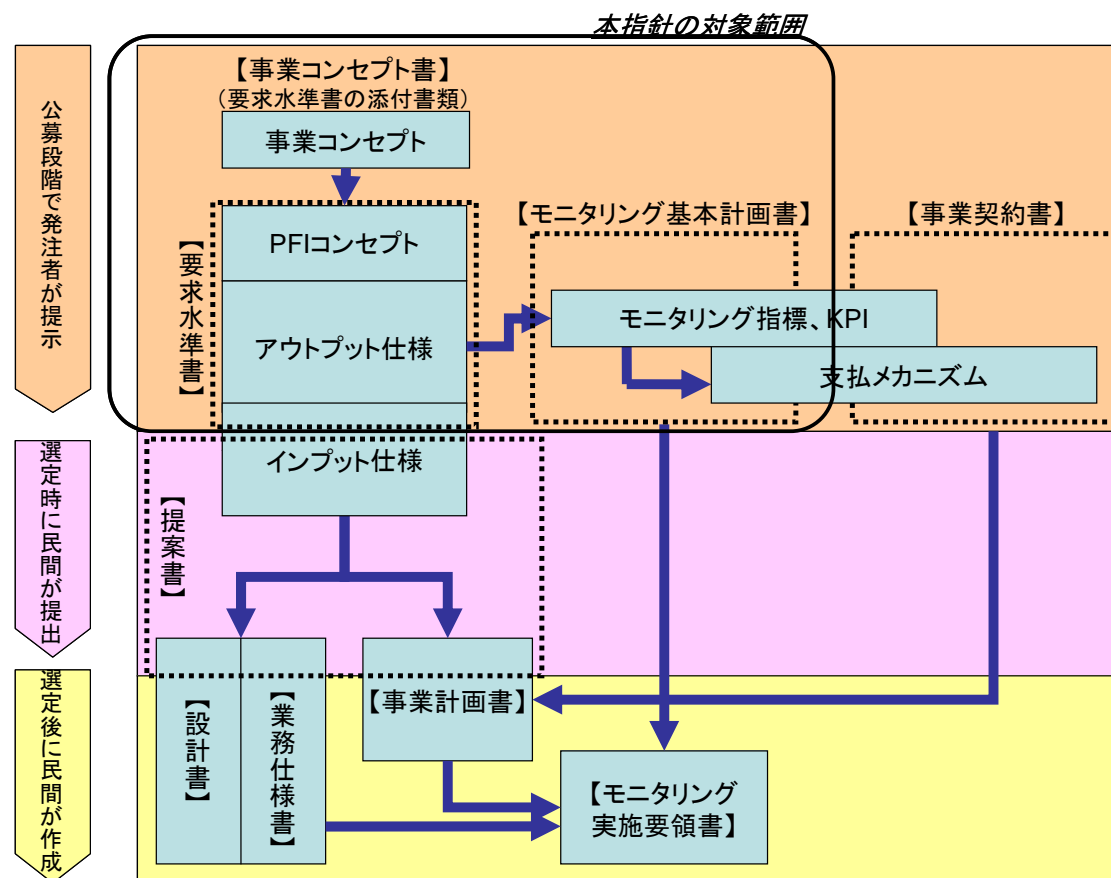 本指針の対象範囲
公募段階で発注者が提示
【事業コンセプト書】
（要求水準書の添付書類）
事業コンセプト
【要求水準書】
PFIコンセプト
アウトプット仕様
【モニタリング基本計画書】
【事業契約書】
モニタリング指標、KPI
支払メカニズム
選定時に民間が提出
インプット仕様
【提案書】
選定後に民間が作成
【設計書】
【業務仕様書】
【事業計画書】
【モニタリング
実施要領書】